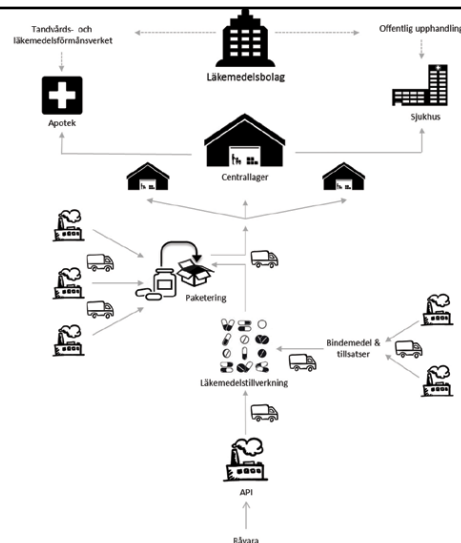 Tandvårds- och
läkemedelsförmånsverket
Offentlig upphandling
Läkemedelsbolag
Apotek
Sjukhus
Centrallager
Paketering
Bindemedel &
tillsatser
Läkemedelstillverkning
API
Råvara